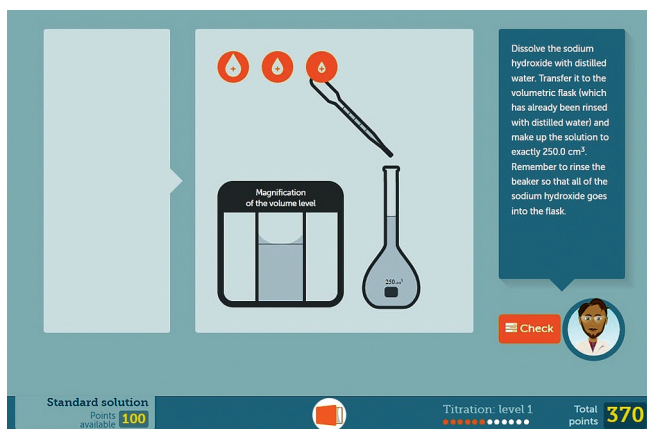 Magnification
of the volume level
250 cm³
Dissolve the sodium
hydroxide with distilled
water. Transfer it to the
volumetric flask (which
has already been rinsed
with distilled water) and
make up the solution to
exactly 250.0 cm³.
Remember to rinse the
beaker so that all of the
sodium hydroxide goes
into the flask.
Check
Standard solution
Points
available 100
Titration: level 1
Total
points 370